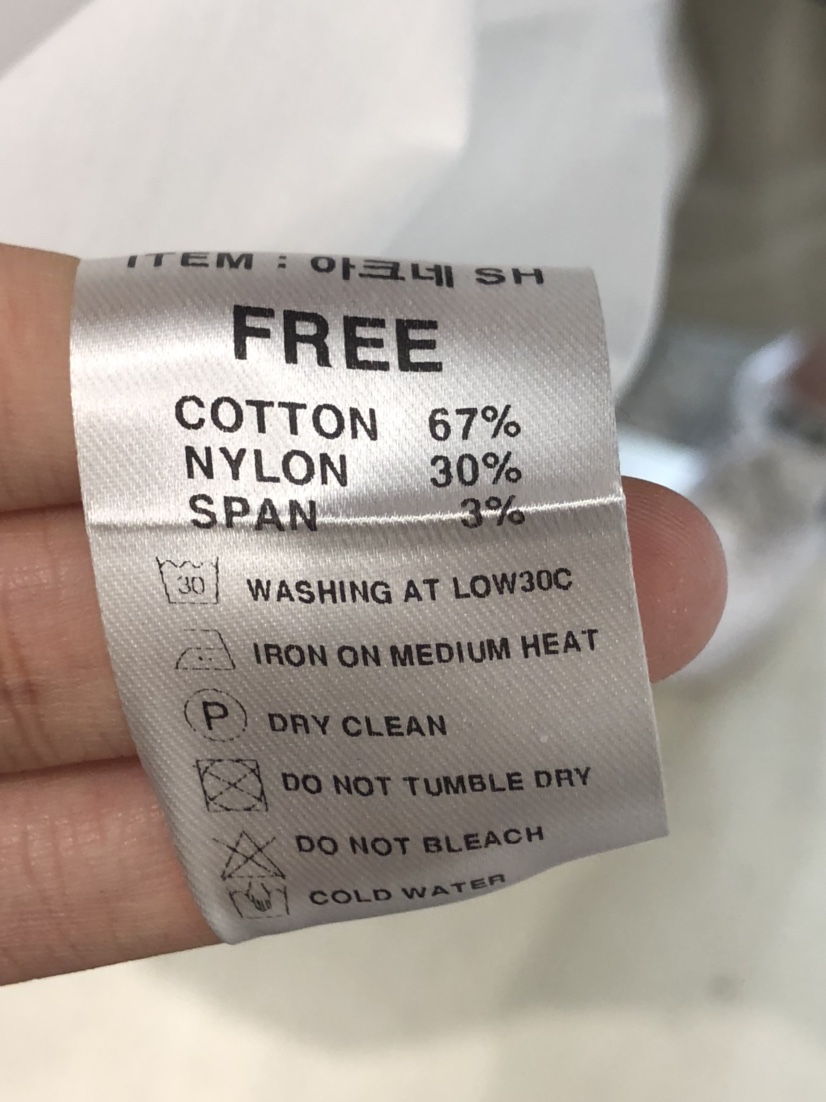 ITEM : 아크네 SH
FREE
COTTON 67%
NYLON 30%
SPAN 3%
30 WASHING AT LOW30C
IRON ON MEDIUM HEAT
P DRY CLEAN
DO NOT TUMBLE DRY
DO NOT BLEACH
COLD WATER